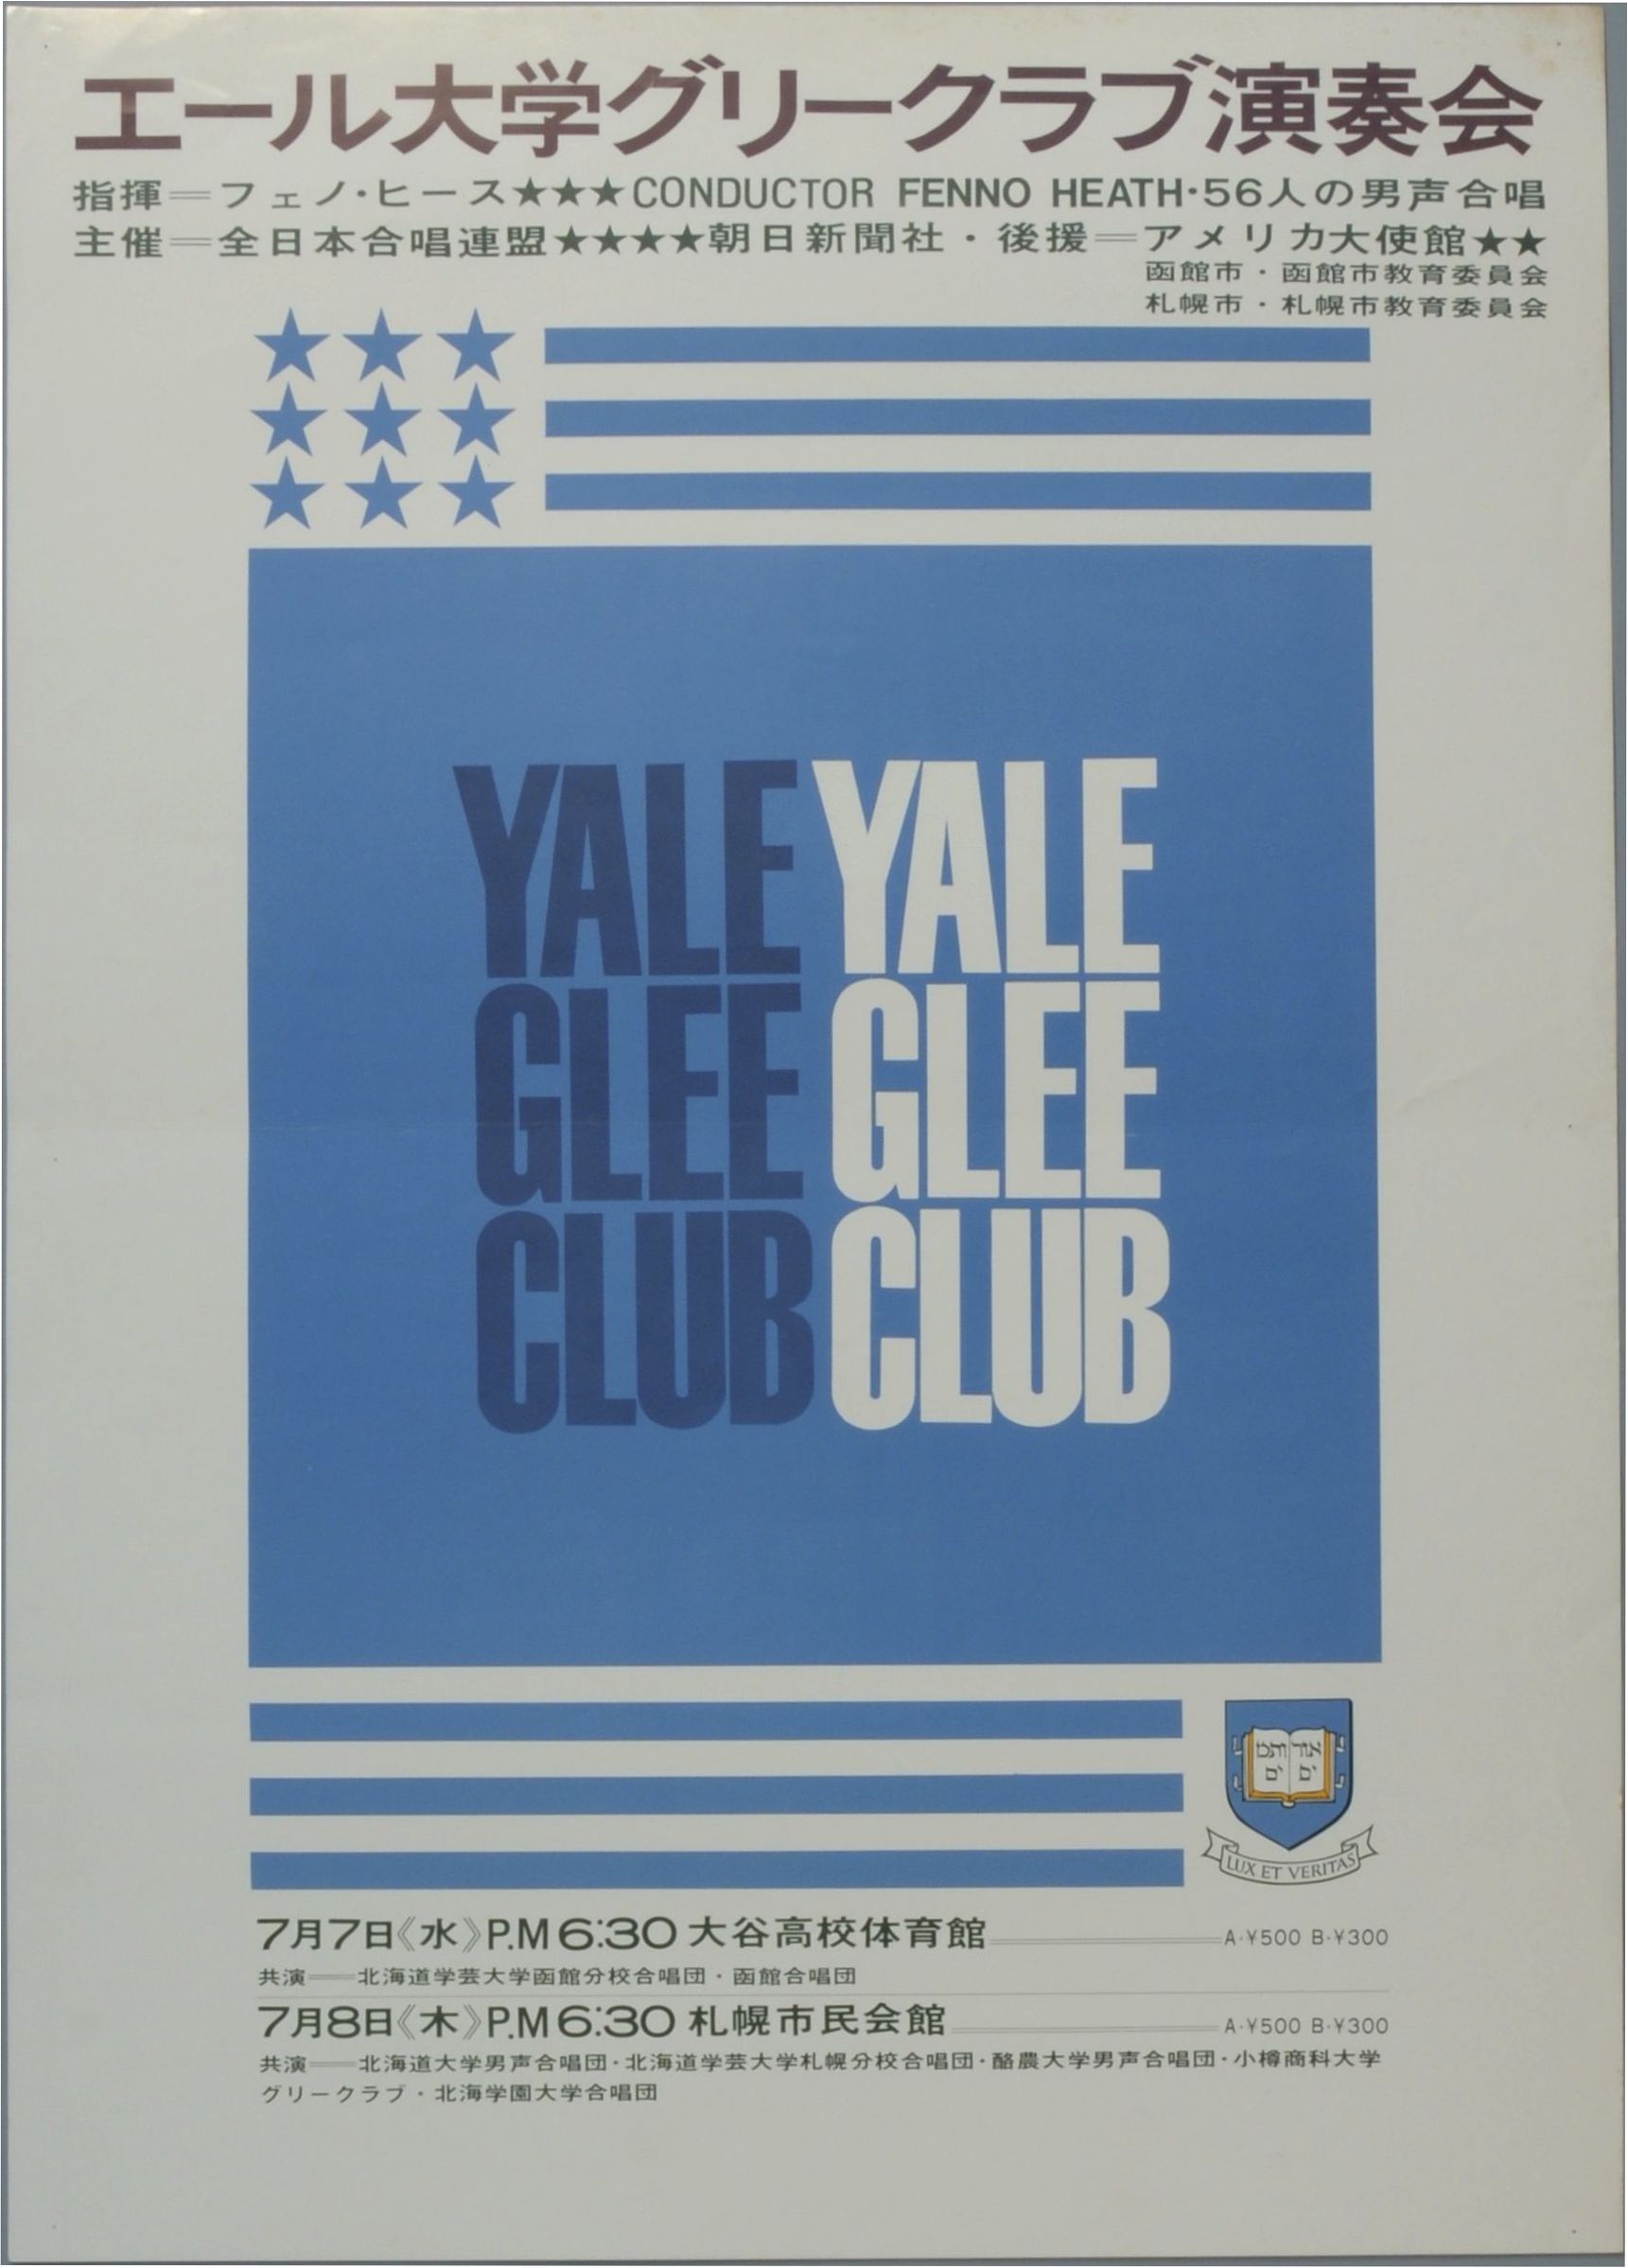 エール大学グリークラブ演奏会
指揮＝フェノ・ヒース★★★CONDUCTOR FENNO HEATH・56人の男声合唱
主催＝全日本合唱連盟★★★★朝日新聞社・後援＝アメリカ大使館★★
函館市・函館市教育委員会
札幌市・札幌市教育委員会
YALE YALE
GLEE GLEE
CLUB CLUB
LUX ET VERITAS
7月7日《水》P.M 6:30 大谷高校体育館 A・¥500 B・¥300
共演——北海道学芸大学函館分校合唱団・函館合唱団
7月8日《木》P.M 6:30 札幌市民会館 A・¥500 B・¥300
共演——北海道大学男声合唱団・北海道学芸大学札幌分校合唱団・酪農大学男声合唱団・小樽商科大学
グリークラブ・北海学園大学合唱団